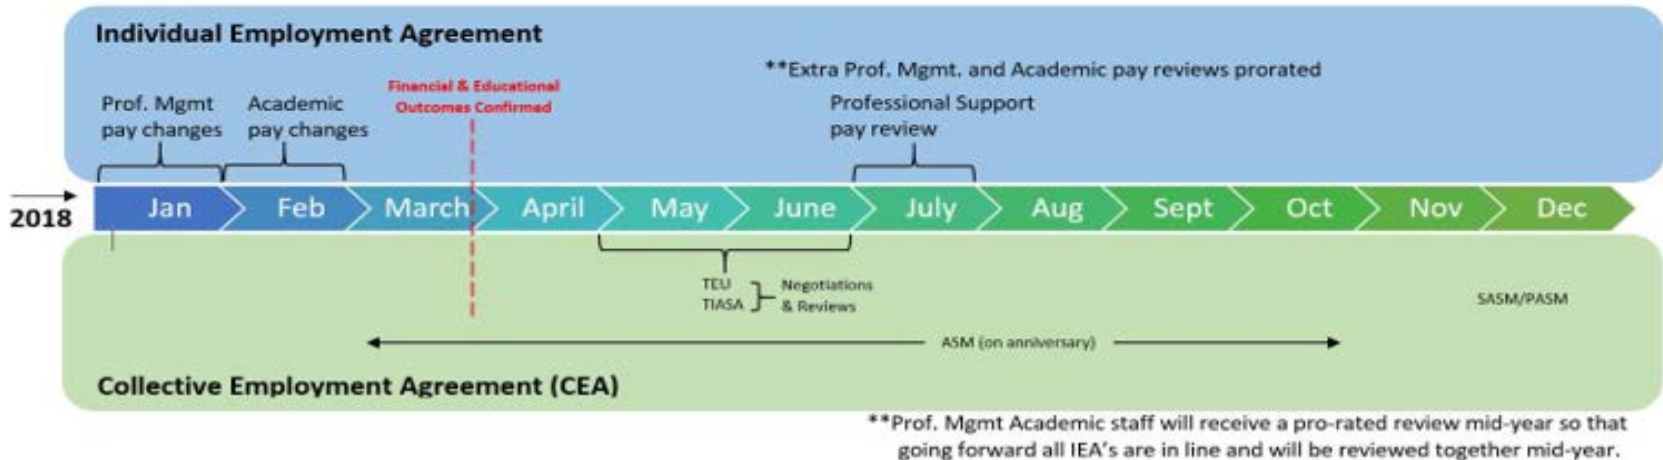 Individual Employment Agreement
**Extra Prof. Mgmt. and Academic pay reviews prorated
Financial & Educational
Outcomes Confirmed
Prof. Mgmt
pay changes
Academic
pay changes
Professional Support
pay review
2018
Jan
Feb
March
April
May
June
July
Aug
Sept
Oct
Nov
Dec
TEU
TIASA
Negotiations
& Reviews
SASM/PASM
ASM (on anniversary)
Collective Employment Agreement (CEA)
**Prof. Mgmt Academic staff will receive a pro-rated review mid-year so that
going forward all IEA's are in line and will be reviewed together mid-year.